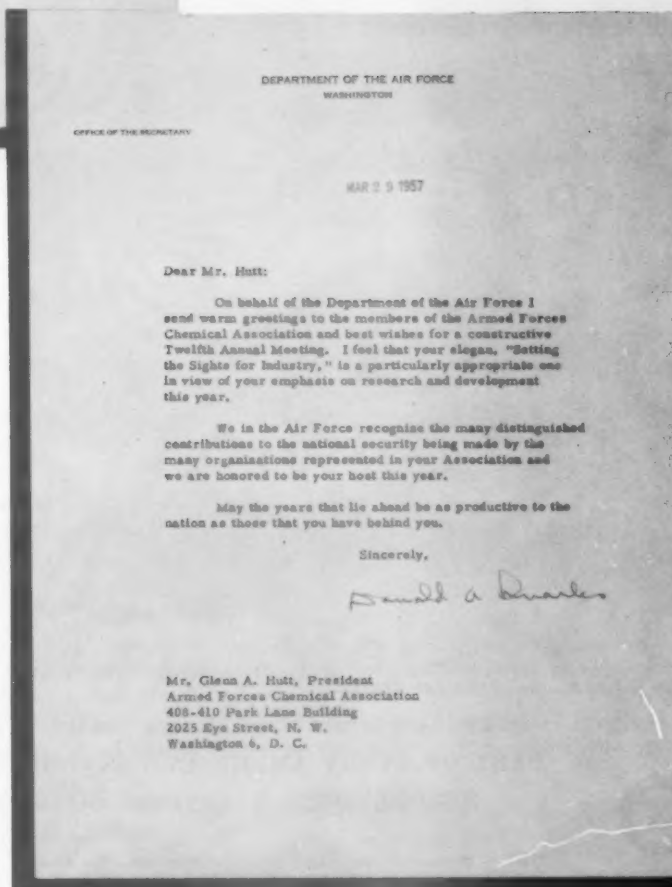 DEPARTMENT OF THE AIR FORCE
WASHINGTON
OFFICE OF THE SECRETARY
MAR 29 1957
Dear Mr. Hutt:
On behalf of the Department of the Air Force I
send warm greetings to the members of the Armed Forces
Chemical Association and best wishes for a constructive
Twelfth Annual Meeting. I feel that your slogan, "Setting
the Sights for Industry," is a particularly appropriate one
in view of your emphasis on research and development
this year.
We in the Air Force recognize the many distinguished
contributions to the national security being made by the
many organizations represented in your Association and
we are honored to be your host this year.
May the years that lie ahead be as productive to the
nation as those that you have behind you.
Sincerely,
Donald A Quarles
Mr. Glenn A. Hutt, President
Armed Forces Chemical Association
408-410 Park Lane Building
2025 Eye Street, N. W.
Washington 6, D. C.